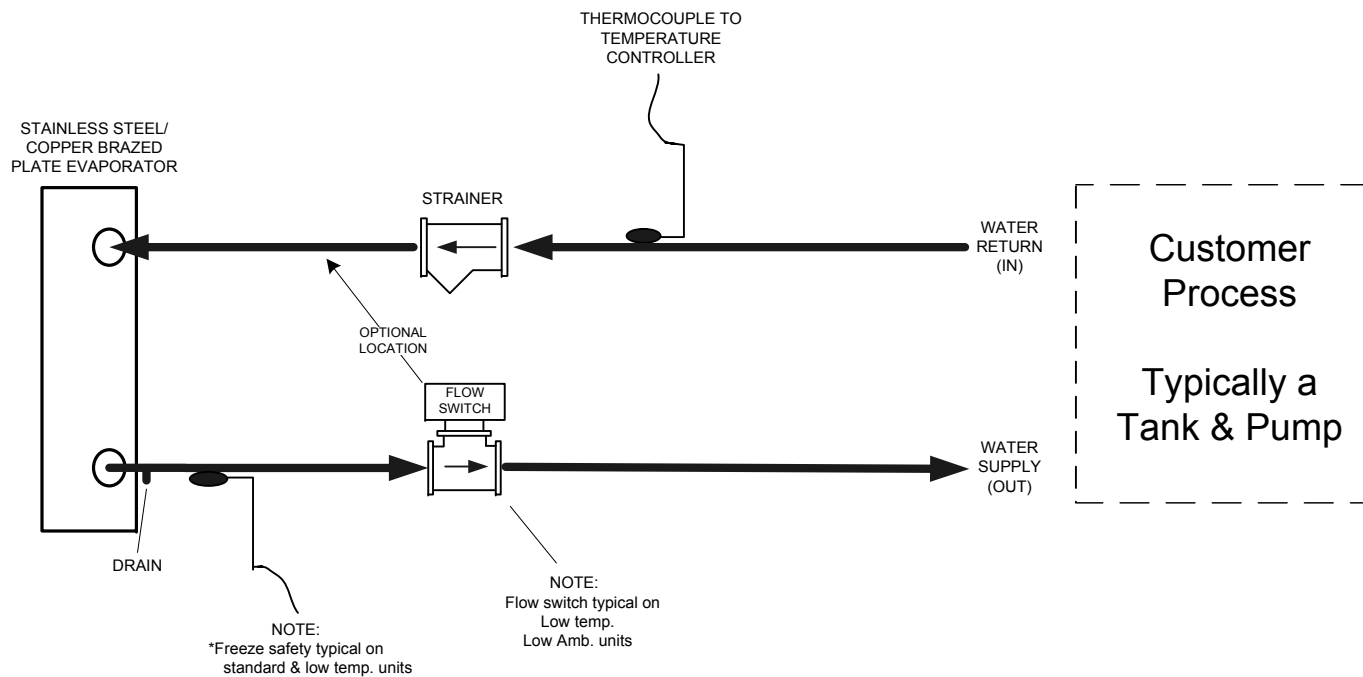 THERMOCOUPLE TO
TEMPERATURE
CONTROLLER
STAINLESS STEEL/
COPPER BRAZED
PLATE EVAPORATOR
STRAINER
WATER
RETURN
(IN)
Customer
Process
Typically a
Tank & Pump
OPTIONAL
LOCATION
FLOW
SWITCH
WATER
SUPPLY
(OUT)
DRAIN
NOTE:
Flow switch typical on
Low temp.
Low Amb. units
NOTE:
*Freeze safety typical on
standard & low temp. units